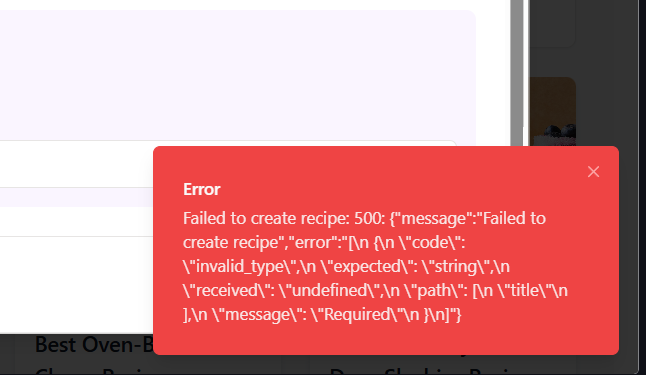 Error
Failed to create recipe: 500: {"message":"Failed to
create recipe","error":"[\n {\n \"code\":
\"invalid_type\",\n \"expected\": \"string\",\n
\"received\": \"undefined\",\n \"path\": [\n \"title\"\n
],\n \"message\": \"Required\"\n }\n]"}
Best Oven-B